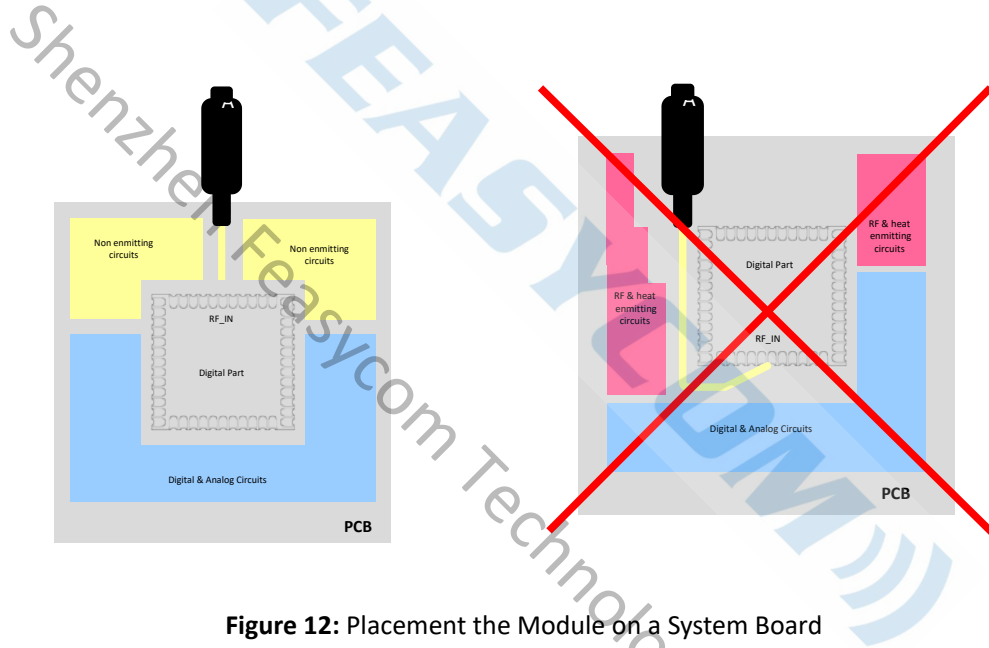 Shenzhen Feasycom Technolo
FEASYCOM
Non enmitting
circuits
Non enmitting
circuits
RF_IN
Digital Part
Digital & Analog Circuits
PCB
RF & heat
enmitting
circuits
Digital Part
RF & heat
enmitting
circuits
RF_IN
Digital & Analog Circuits
PCB
Figure 12: Placement the Module on a System Board